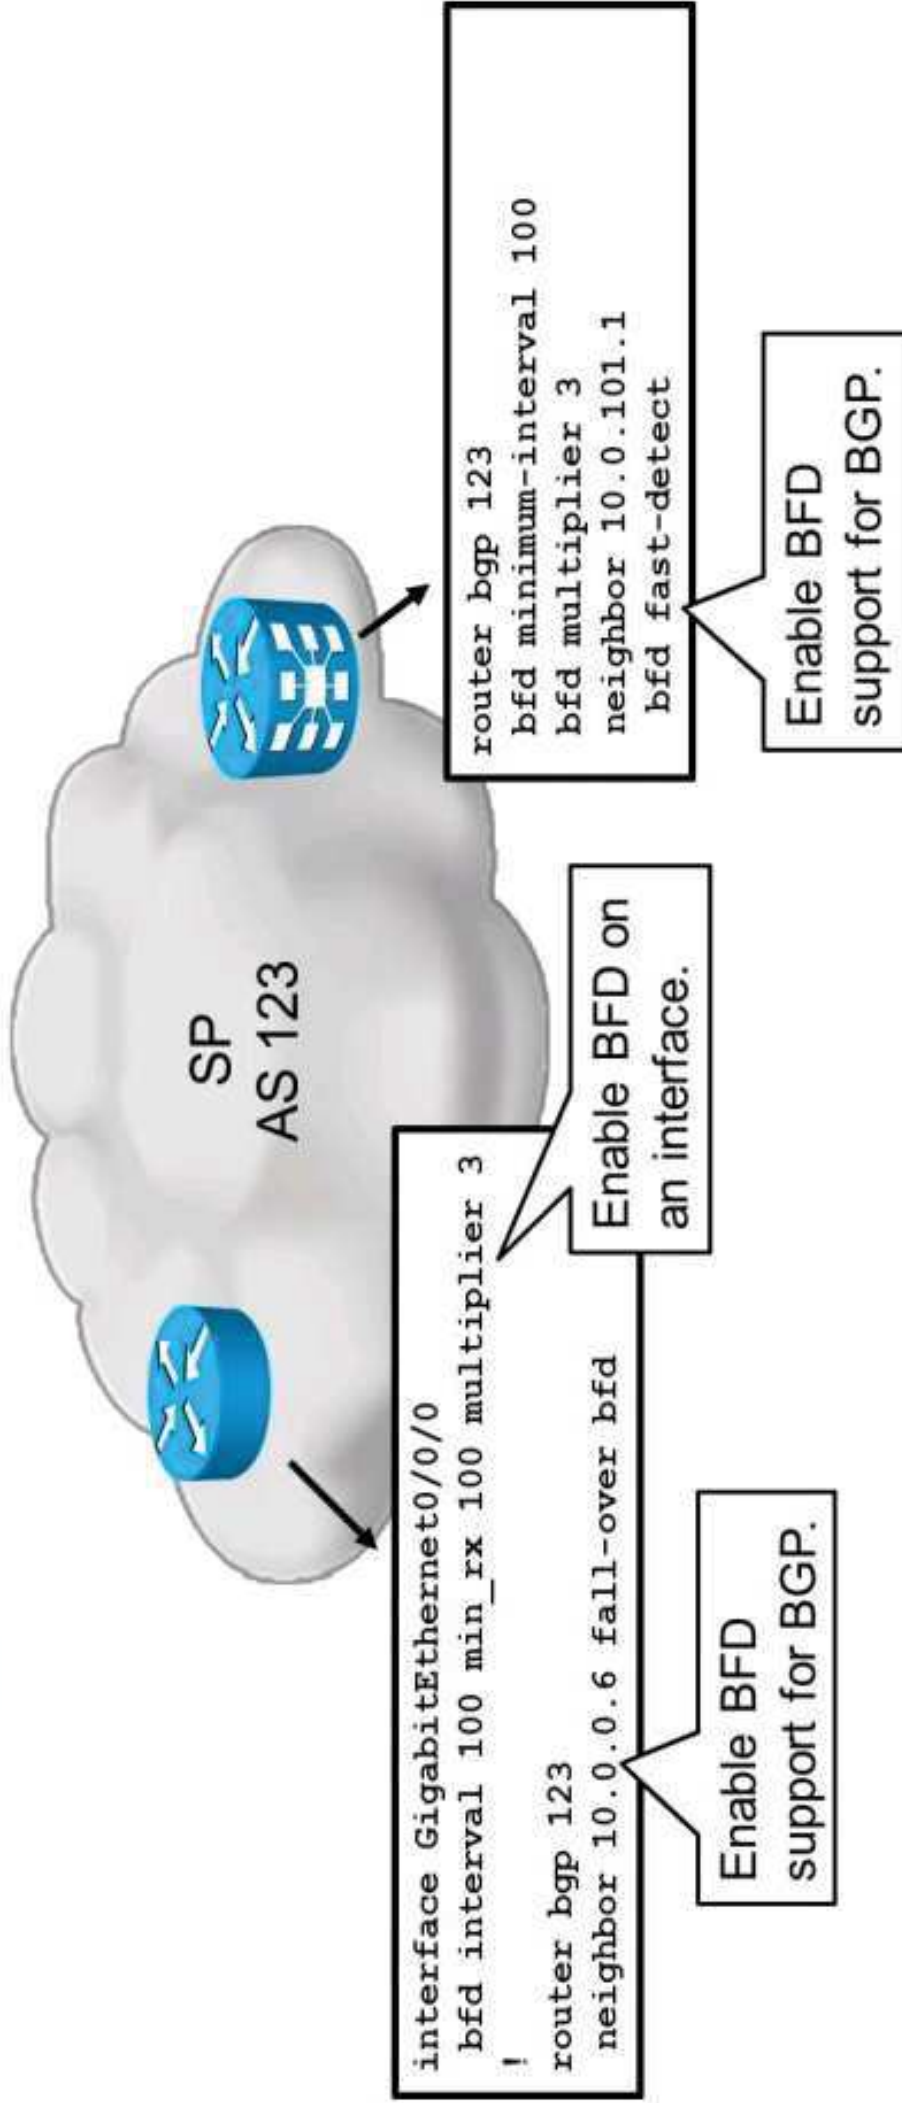 SP
AS 123
interface GigabitEthernet0/0/0
bfd interval 100 min_rx 100 multiplier 3
!
router bgp 123
neighbor 10.0.0.6 fall-over bfd
Enable BFD on
an interface.
Enable BFD
support for BGP.
router bgp 123
bfd minimum-interval 100
bfd multiplier 3
neighbor 10.0.101.1
bfd fast-detect
Enable BFD
support for BGP.